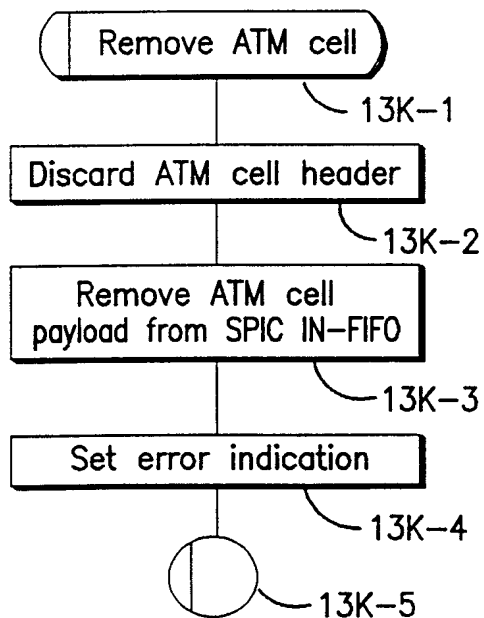 Remove ATM cell
13K-1
Discard ATM cell header
13K-2
Remove ATM cell
payload from SPIC IN-FIFO
13K-3
Set error indication
13K-4
13K-5